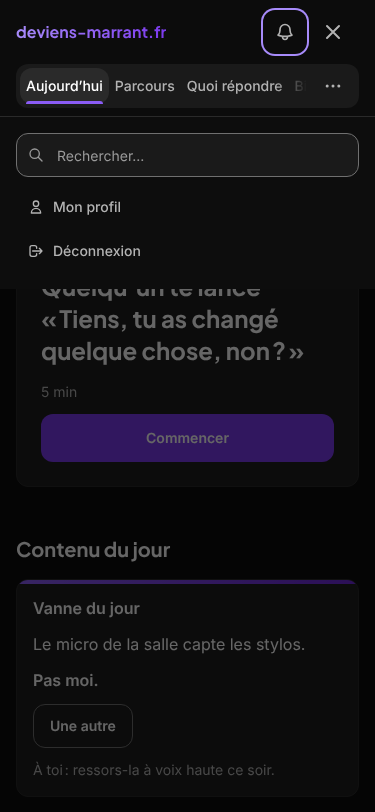 deviens-marrant.fr
Aujourd’hui Parcours Quoi répondre
Rechercher...
Mon profil
Déconnexion
Quelqu’un te lance
« Tiens, tu as changé
quelque chose, non ? »
5 min
Commencer
Contenu du jour
Vanne du jour
Le micro de la salle capte les stylos.
Pas moi.
Une autre
À toi : ressors-la à voix haute ce soir.